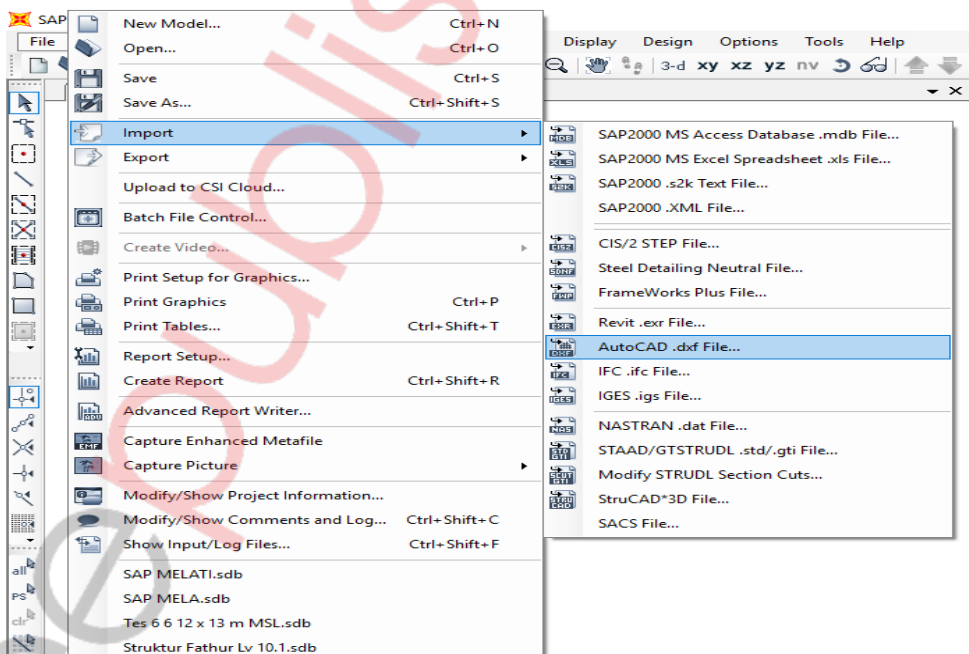 SAP
File
Display Design Options Tools Help
3-d xy xz yz nv
New Model... Ctrl+N
Open... Ctrl+O
Save Ctrl+S
Save As... Ctrl+Shift+S
Import
Export
Upload to CSI Cloud...
Batch File Control...
Create Video...
Print Setup for Graphics...
Print Graphics Ctrl+P
Print Tables... Ctrl+Shift+T
Report Setup...
Create Report Ctrl+Shift+R
Advanced Report Writer...
Capture Enhanced Metafile
Capture Picture
Modify/Show Project Information...
Modify/Show Comments and Log... Ctrl+Shift+C
Show Input/Log Files... Ctrl+Shift+F
SAP MELATI.sdb
SAP MELA.sdb
Tes 6 6 12 x 13 m MSL.sdb
Struktur Fathur Lv 10.1.sdb
SAP2000 MS Access Database .mdb File...
SAP2000 MS Excel Spreadsheet .xls File...
SAP2000 .s2k Text File...
SAP2000 .XML File...
CIS/2 STEP File...
Steel Detailing Neutral File...
FrameWorks Plus File...
Revit .exr File...
AutoCAD .dxf File...
IFC .ifc File...
IGES .igs File...
NASTRAN .dat File...
STAAD/GTSTRUDL .std/.gti File...
Modify STRUDL Section Cuts...
StruCAD*3D File...
SACS File...
all
PS
clr
epublis